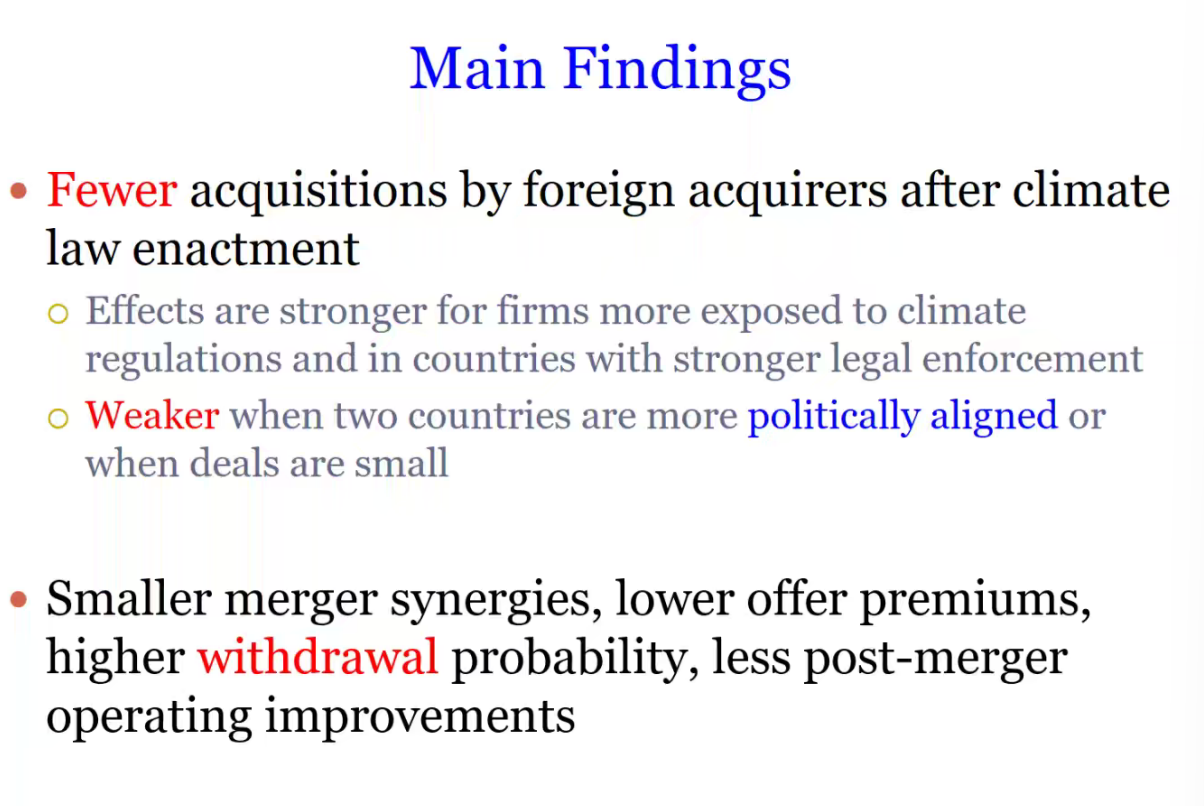 Main Findings
Fewer acquisitions by foreign acquirers after climate
law enactment
Effects are stronger for firms more exposed to climate
regulations and in countries with stronger legal enforcement
Weaker when two countries are more politically aligned or
when deals are small
Smaller merger synergies, lower offer premiums,
higher withdrawal probability, less post-merger
operating improvements